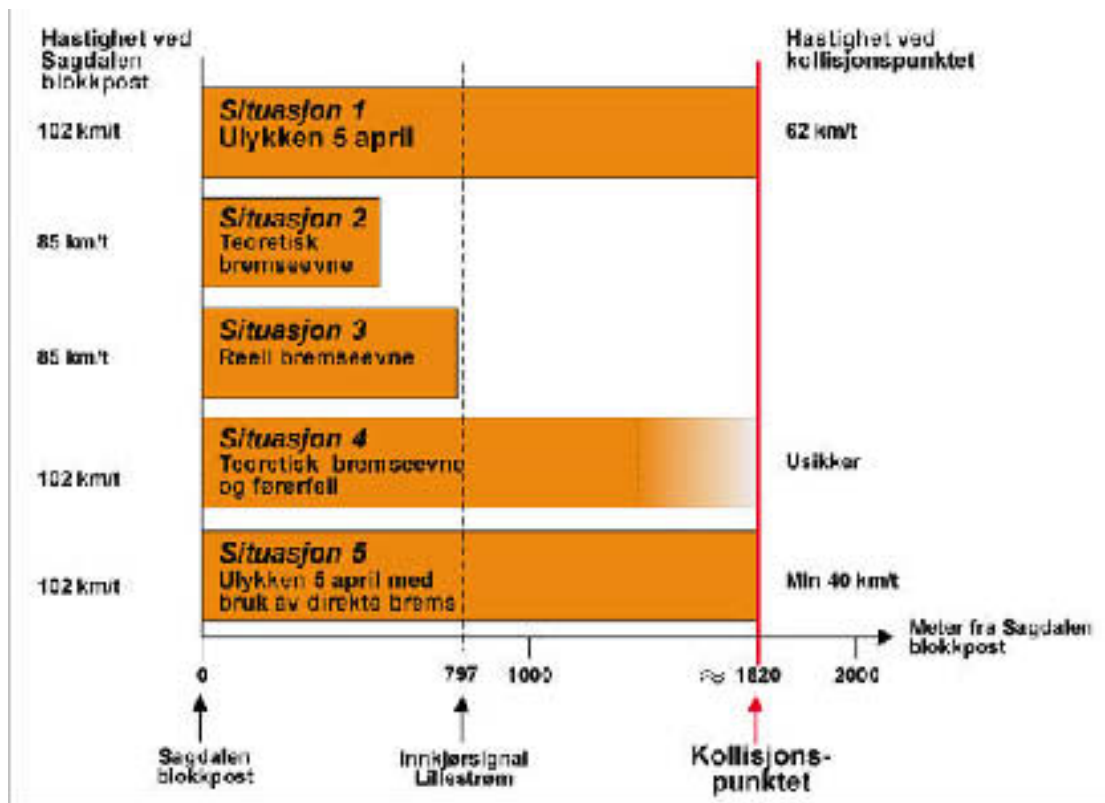 Hastighet ved
Sagdalen
blokkpost
Hastighet ved
kollisjonspunktet
102 km/t
Situasjon 1
Ulykken 5 april
62 km/t
85 km/t
Situasjon 2
Teoretisk
bremseevne
85 km/t
Situasjon 3
Reell bremseevne
102 km/t
Situasjon 4
Teoretisk bremseevne
og førerfeil
Usikker
102 km/t
Situasjon 5
Ulykken 5 april med
bruk av direkte brems
Min 40 km/t
Meter fra Sagdalen
blokkpost
0 797 1000 ≈ 1820 2000
Sagdalen
blokkpost
Innkjørsignal
Lillestrøm
Kollisjons-
punktet